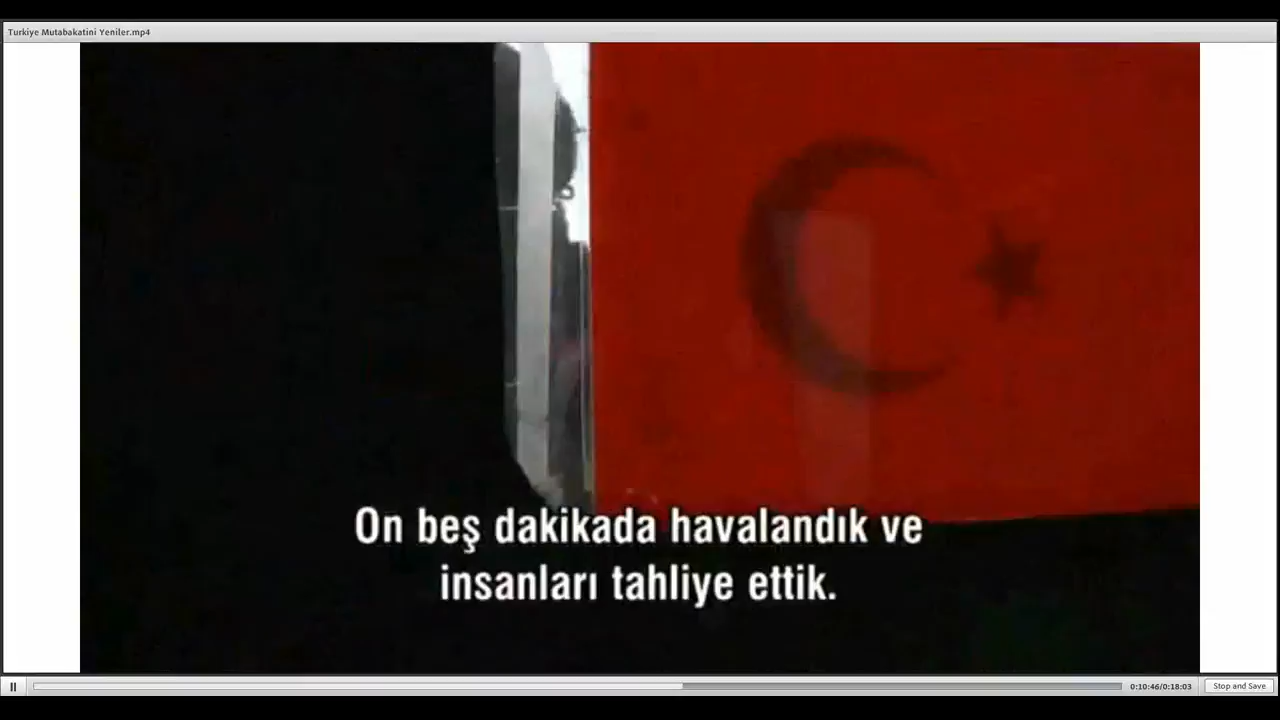 Turkiye Mutabakatini Yeniler.mp4
On beş dakikada havalandık ve
insanları tahliye ettik.
0:10:46/0:18:03
Stop and Save